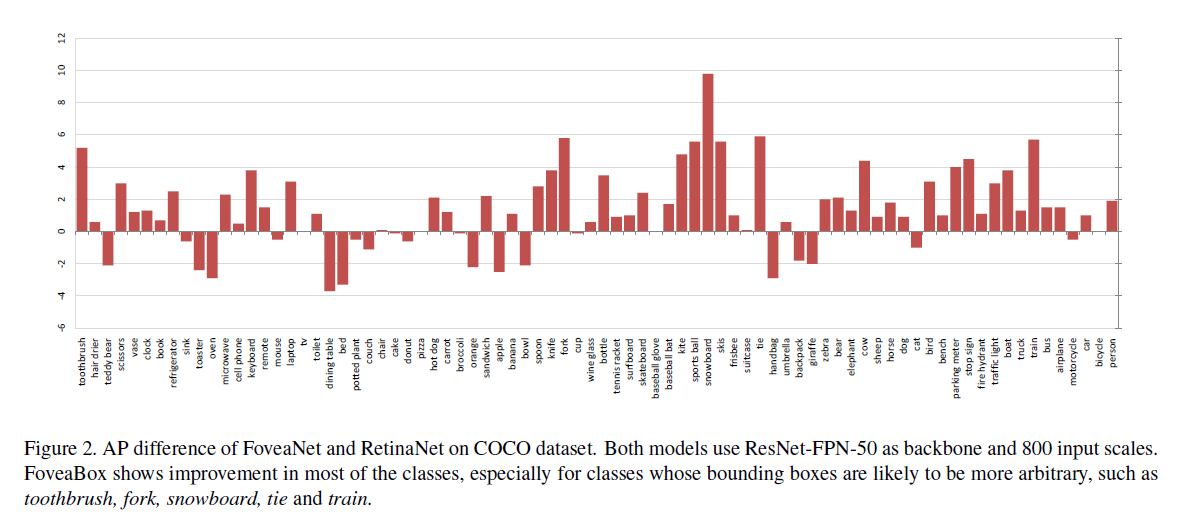 12
10
8
6
4
2
0
-2
-4
-6
toothbrush
hair drier
teddy bear
scissors
vase
clock
book
refrigerator
sink
toaster
oven
microwave
cell phone
keyboard
remote
mouse
laptop
tv
toilet
dining table
bed
potted plant
couch
chair
cake
donut
pizza
hot dog
carrot
broccoli
orange
sandwich
apple
banana
bowl
spoon
knife
fork
cup
wine glass
bottle
tennis racket
surfboard
skateboard
baseball glove
baseball bat
kite
sports ball
snowboard
skis
frisbee
suitcase
tie
handbag
umbrella
backpack
giraffe
zebra
bear
elephant
cow
sheep
horse
dog
cat
bird
bench
parking meter
stop sign
fire hydrant
traffic light
boat
truck
train
bus
airplane
motorcycle
car
bicycle
person
Figure 2. AP difference of FoveaNet and RetinaNet on COCO dataset. Both models use ResNet-FPN-50 as backbone and 800 input scales.
FoveaBox shows improvement in most of the classes, especially for classes whose bounding boxes are likely to be more arbitrary, such as
toothbrush, fork, snowboard, tie and train.